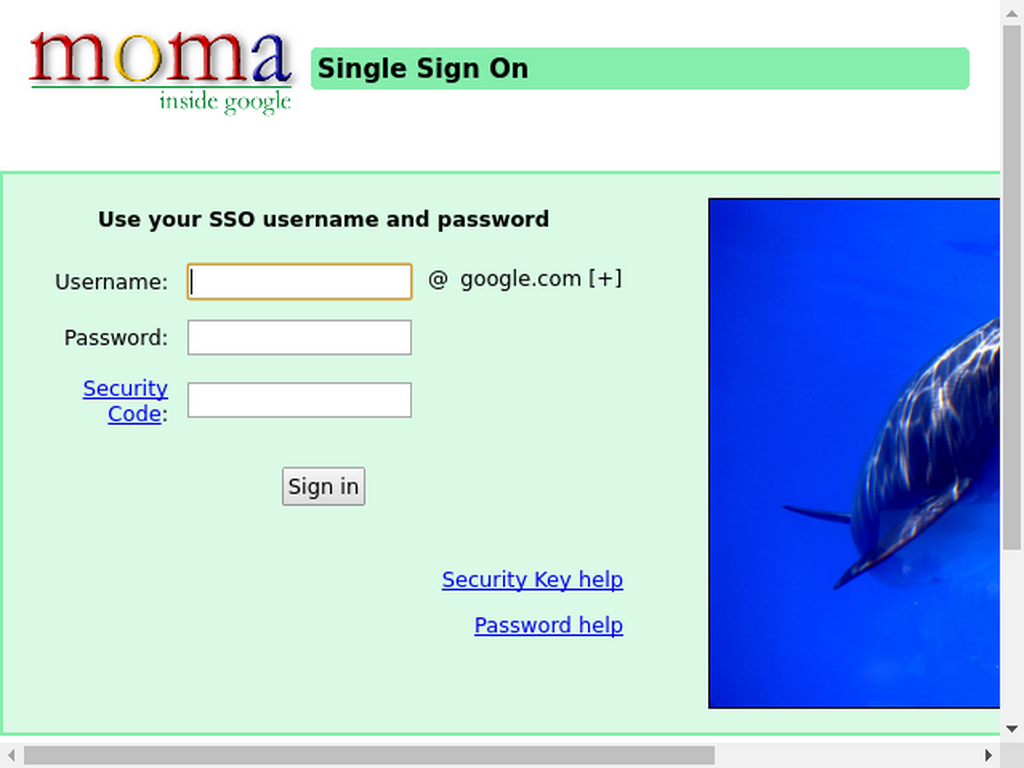 moma
inside google
Single Sign On
Use your SSO username and password
Username:
@ google.com [+]
Password:
Security
Code:
Sign in
Security Key help
Password help